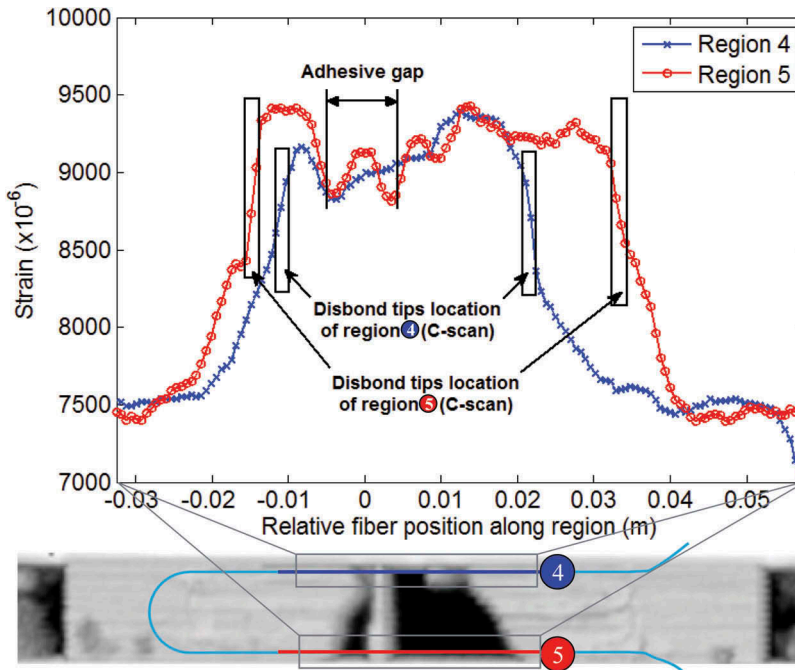 10000
9500
9000
8500
8000
7500
7000
Strain (x10⁻⁶)
Region 4
Region 5
Adhesive gap
Disbond tips location
of region 4 (C-scan)
Disbond tips location
of region 5 (C-scan)
-0.03 -0.02 -0.01 0 0.01 0.02 0.03 0.04 0.05
Relative fiber position along region (m)
4
5